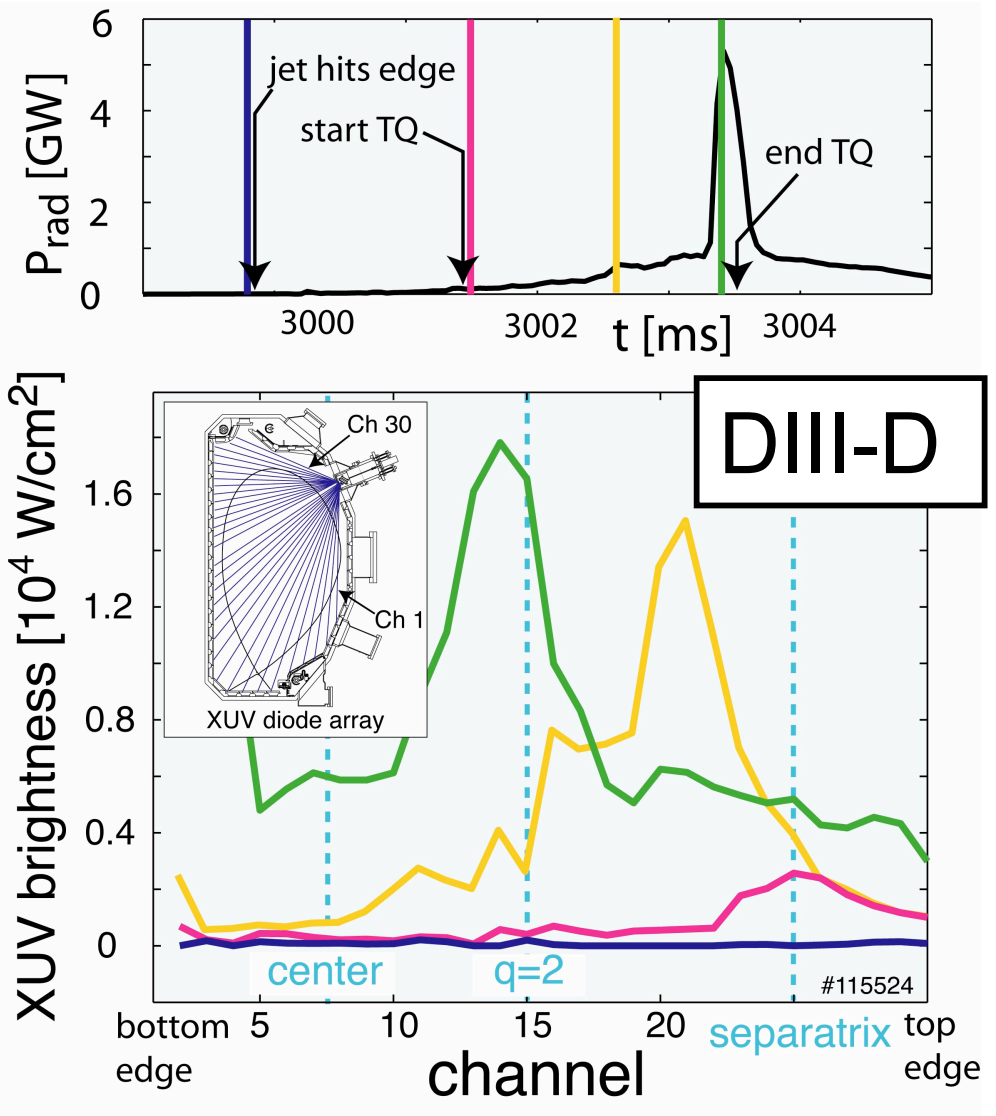 6
4
2
0
P_rad [GW]
jet hits edge
start TQ
end TQ
3000
3002
3004
t [ms]
DIII-D
XUV brightness [10^4 W/cm^2]
1.6
1.2
0.8
0.4
0
Ch 30
Ch 1
XUV diode array
center
q=2
#115524
bottom
edge
5
10
15
20
separatrix
top
edge
channel